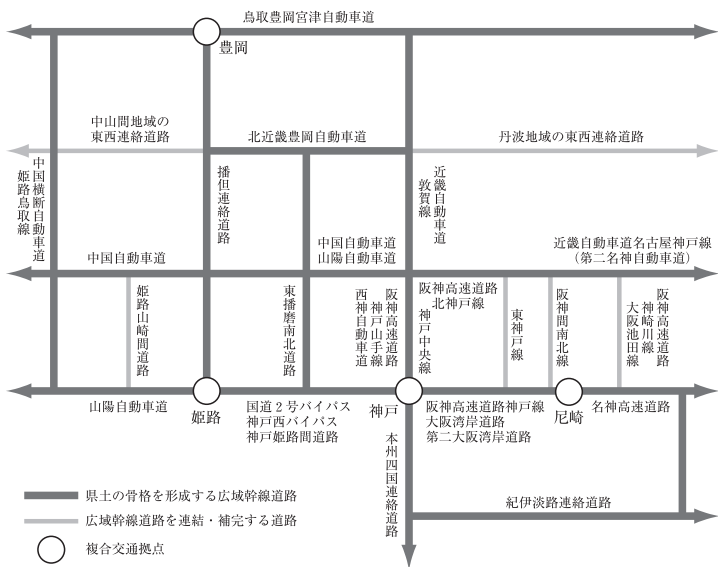 鳥取豊岡宮津自動車道
豊岡
中山間地域の
東西連絡道路
北近畿豊岡自動車道
丹波地域の東西連絡道路
中国横断自動車道
姫路鳥取線
播但連絡道路
近畿自動車道
敦賀線
中国自動車道
中国自動車道
山陽自動車道
近畿自動車道名古屋神戸線
（第二名神自動車道）
姫路山崎間道路
東播磨南北道路
阪神高速道路
神戸山手線
西神自動車道
阪神高速道路
北神戸線
神戸中央線
東神戸線
阪神間南北線
阪神高速道路
神崎川線
大阪池田線
山陽自動車道
姫路
国道２号バイパス
神戸西バイパス
神戸姫路間道路
神戸
阪神高速道路神戸線
大阪湾岸道路
第二大阪湾岸道路
尼崎
名神高速道路
本州四国連絡道路
紀伊淡路連絡道路
県土の骨格を形成する広域幹線道路
広域幹線道路を連結・補完する道路
複合交通拠点